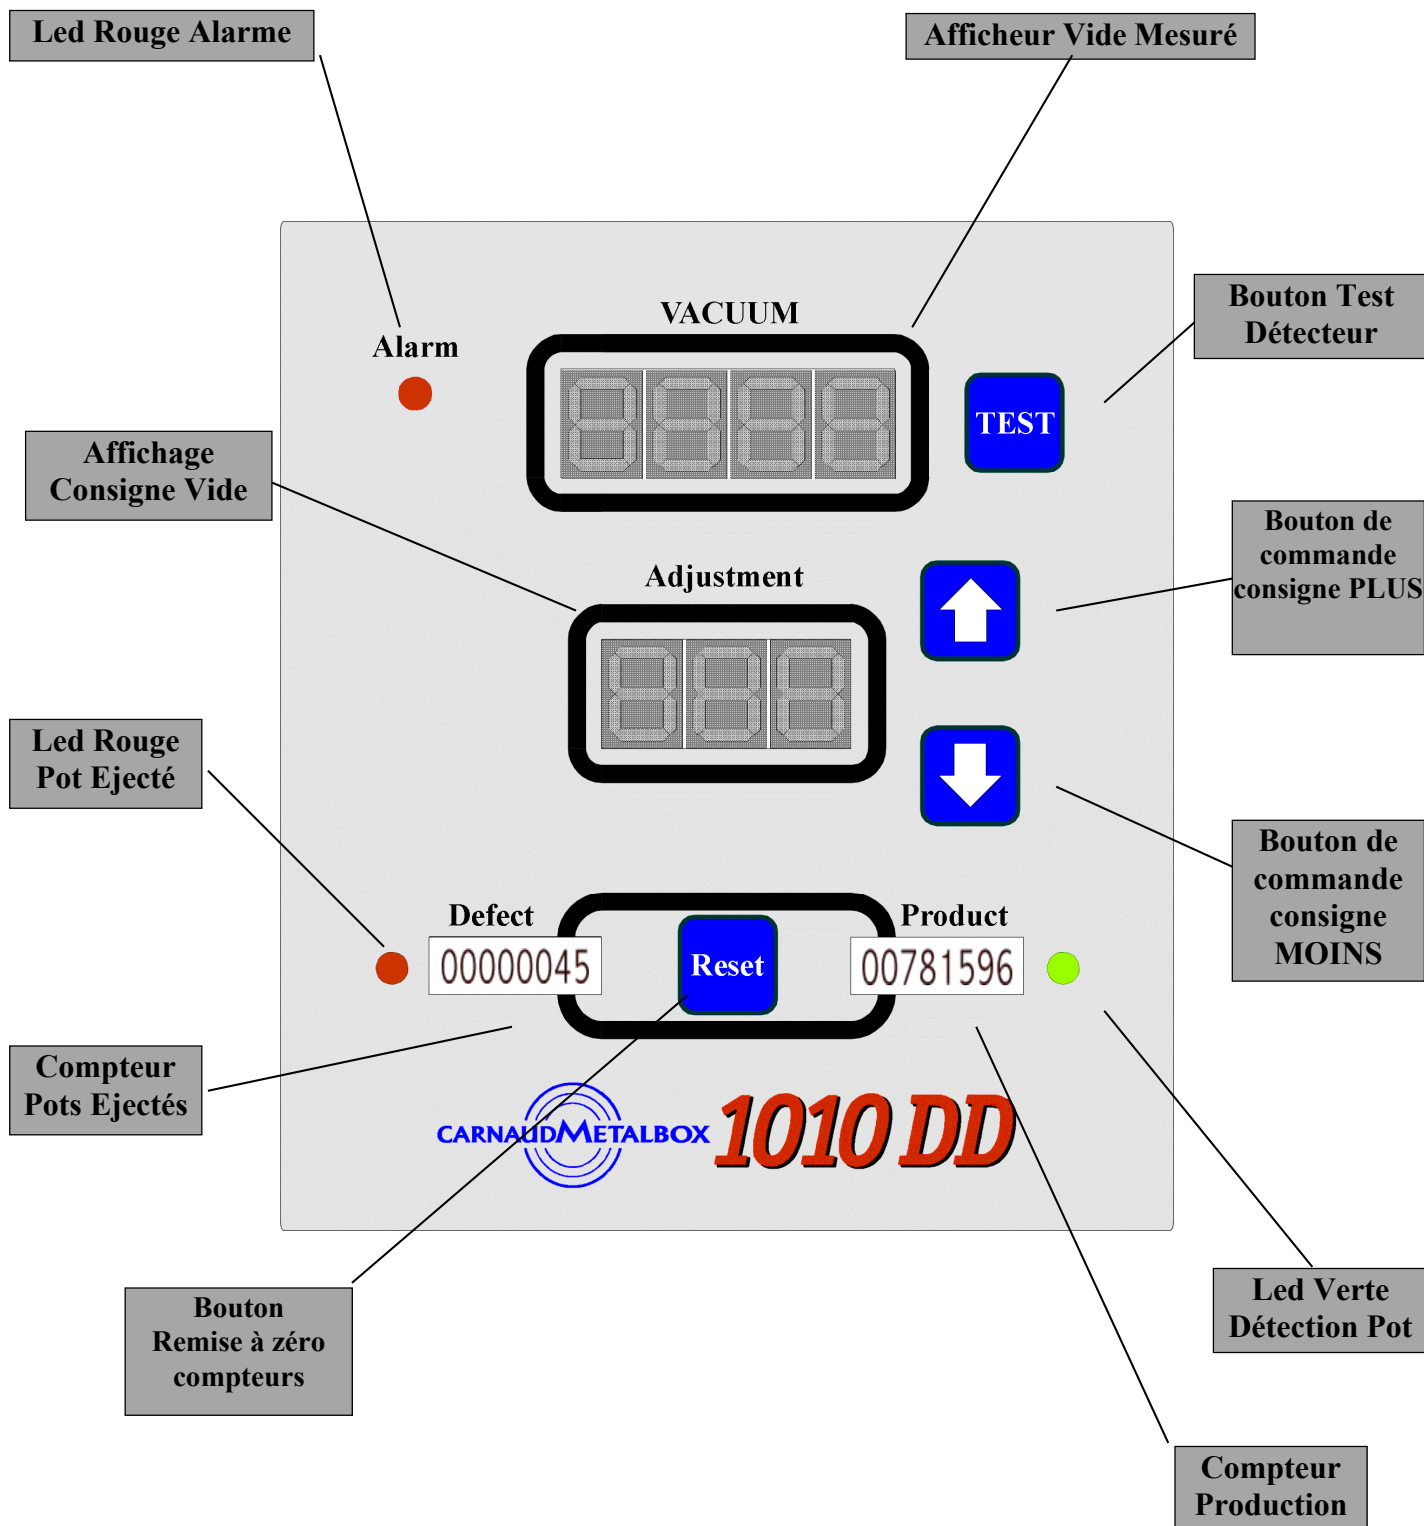 Led Rouge Alarme
Afficheur Vide Mesuré
VACUUM
Alarm
Bouton Test
Détecteur
TEST
Affichage
Consigne Vide
Bouton de
commande
consigne PLUS
Adjustment
Led Rouge
Pot Ejecté
Bouton de
commande
consigne
MOINS
Defect
Product
00000045
Reset
00781596
Compteur
Pots Ejectés
CARNAUDMETALBOX
1010 DD
Bouton
Remise à zéro
compteurs
Led Verte
Détection Pot
Compteur
Production